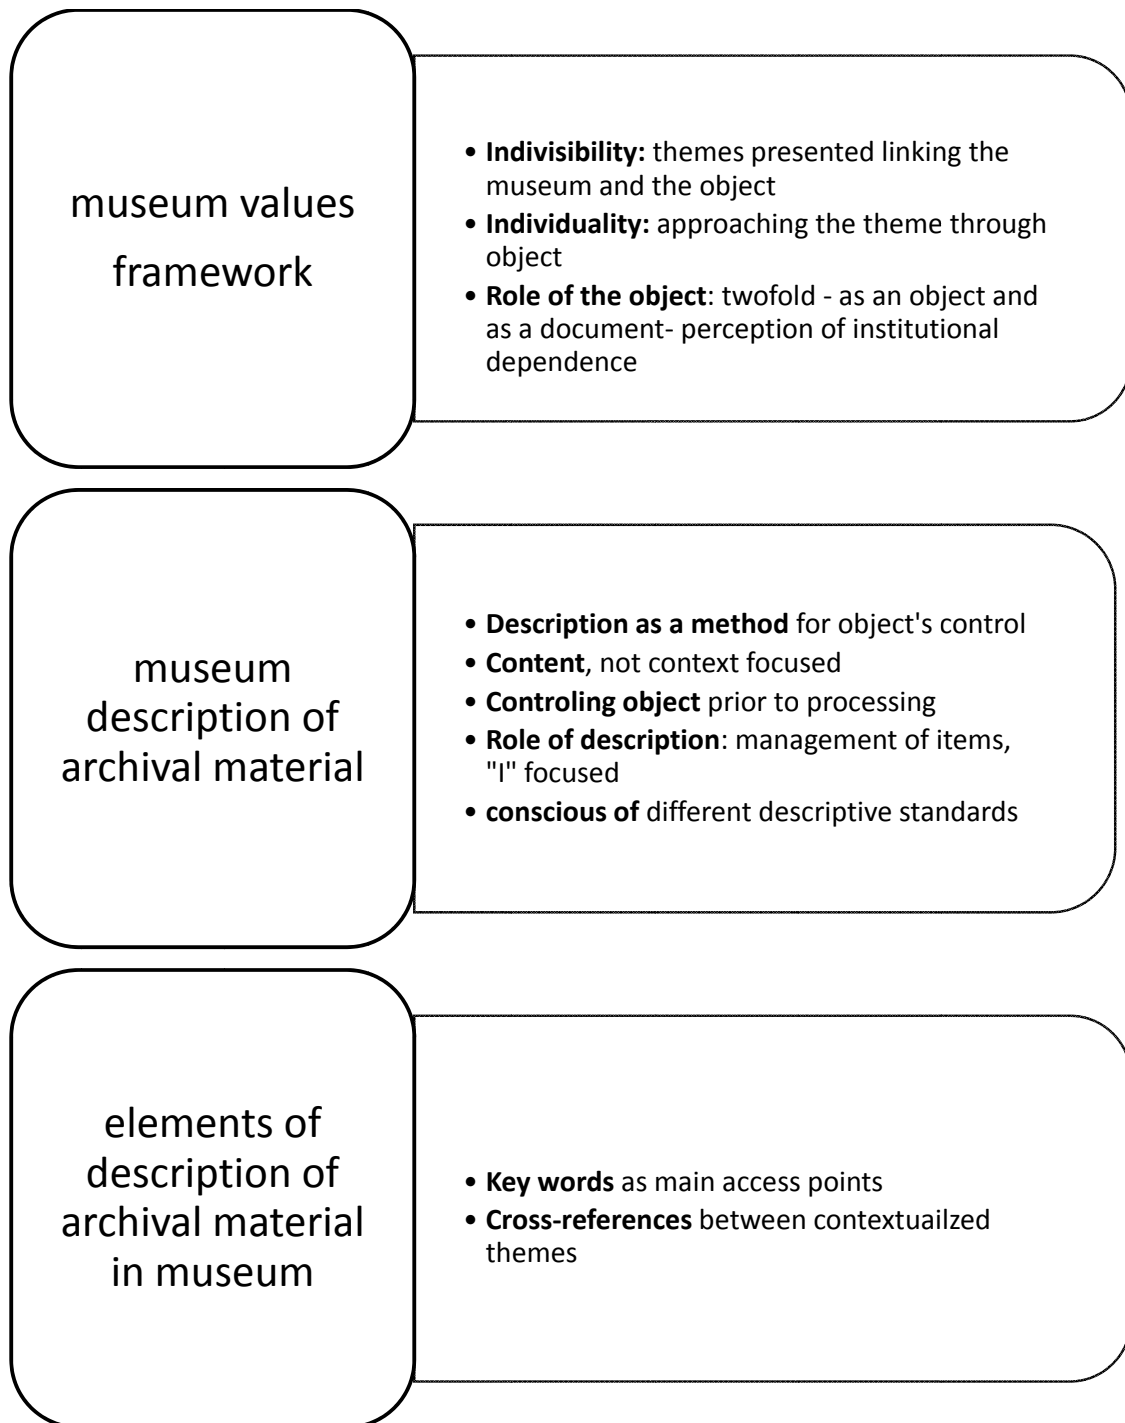 museum values
framework
• Indivisibility: themes presented linking the
museum and the object
• Individuality: approaching the theme through
object
• Role of the object: twofold - as an object and
as a document- perception of institutional
dependence
museum
description of
archival material
• Description as a method for object's control
• Content, not context focused
• Controling object prior to processing
• Role of description: management of items,
"I" focused
• conscious of different descriptive standards
elements of
description of
archival material
in museum
• Key words as main access points
• Cross-references between contextuailzed
themes